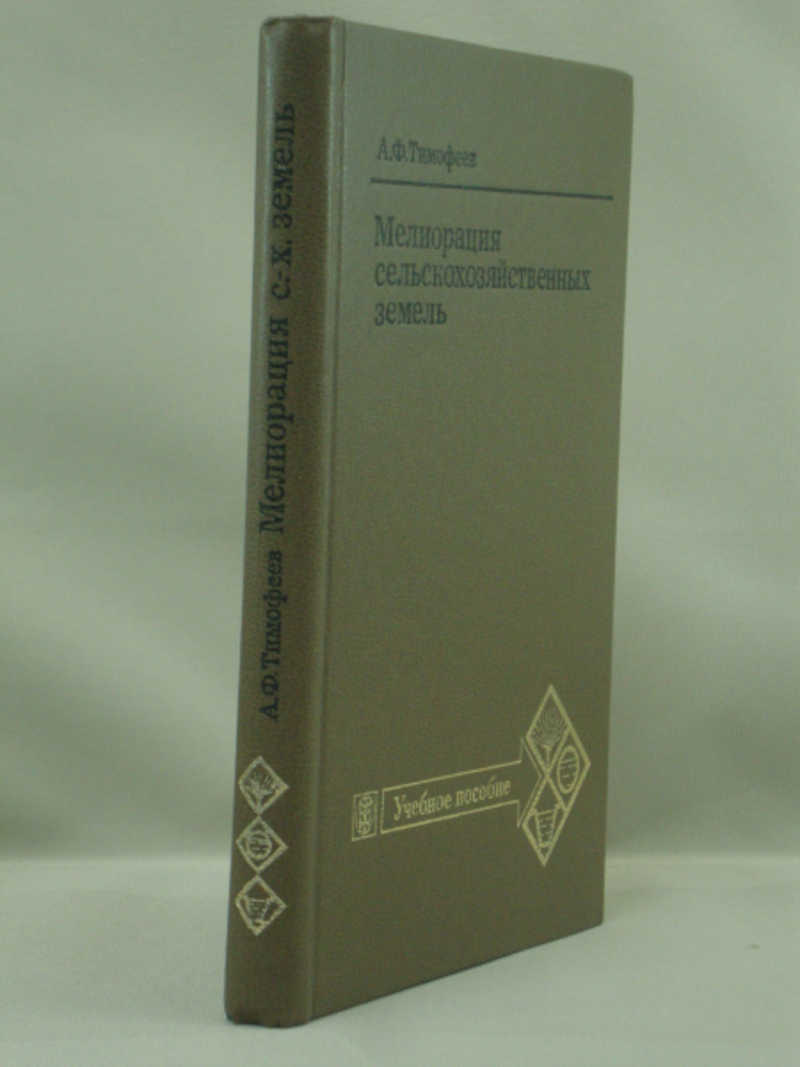 А.Ф.Тимофеев
Мелиорация
сельскохозяйственных
земель
Учебное пособие
А.Ф.Тимофеев Мелиорация с.-х. земель